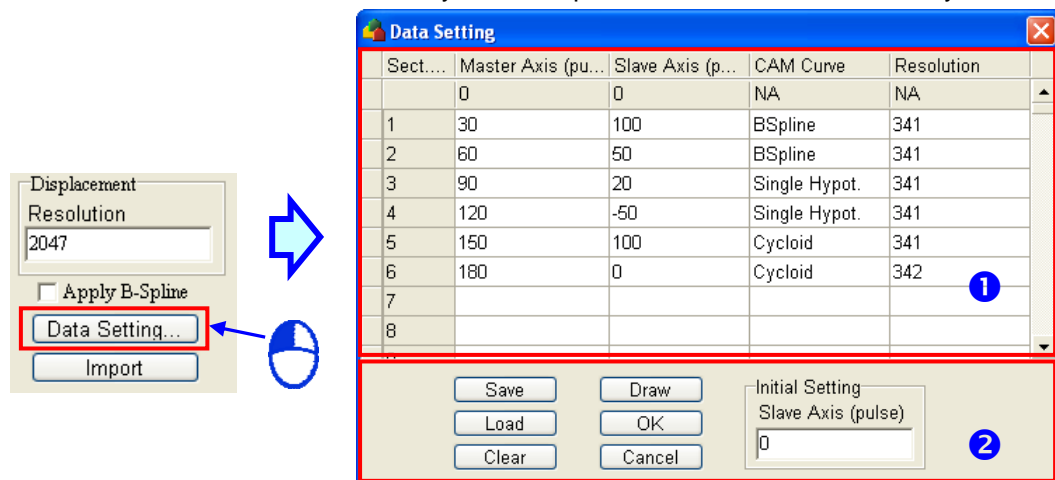 Data Setting
Sect.... Master Axis (pu... Slave Axis (p... CAM Curve Resolution
0 0 NA NA
1 30 100 BSpline 341
2 60 50 BSpline 341
3 90 20 Single Hypot. 341
4 120 -50 Single Hypot. 341
5 150 100 Cycloid 341
6 180 0 Cycloid 342
7
8
1
Displacement
Resolution
2047
Apply B-Spline
Data Setting...
Import
Save Draw
Load OK
Clear Cancel
Initial Setting
Slave Axis (pulse)
0
2